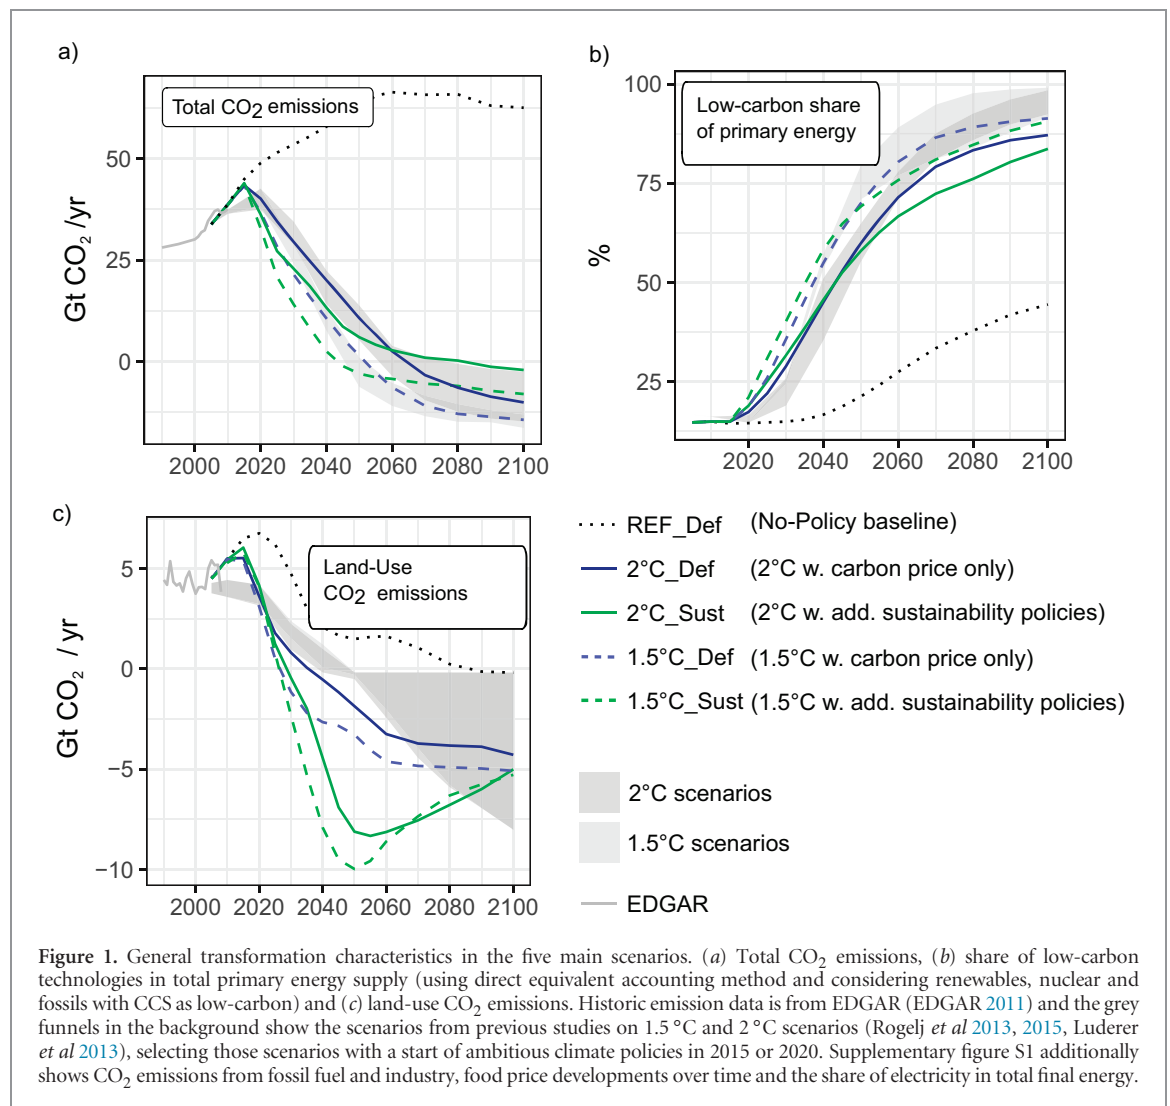 a)
Total CO2 emissions
Gt CO2 /yr
50
25
0
2000 2020 2040 2060 2080 2100
b)
Low-carbon share
of primary energy
%
100
75
50
25
2020 2040 2060 2080 2100
c)
Land-Use
CO2 emissions
Gt CO2 / yr
5
0
−5
−10
2000 2020 2040 2060 2080 2100
REF_Def (No-Policy baseline)
2°C_Def (2°C w. carbon price only)
2°C_Sust (2°C w. add. sustainability policies)
1.5°C_Def (1.5°C w. carbon price only)
1.5°C_Sust (1.5°C w. add. sustainability policies)
2°C scenarios
1.5°C scenarios
EDGAR
Figure 1. General transformation characteristics in the five main scenarios. (a) Total CO2 emissions, (b) share of low-carbon
technologies in total primary energy supply (using direct equivalent accounting method and considering renewables, nuclear and
fossils with CCS as low-carbon) and (c) land-use CO2 emissions. Historic emission data is from EDGAR (EDGAR 2011) and the grey
funnels in the background show the scenarios from previous studies on 1.5 °C and 2 °C scenarios (Rogelj et al 2013, 2015, Luderer
et al 2013), selecting those scenarios with a start of ambitious climate policies in 2015 or 2020. Supplementary figure S1 additionally
shows CO2 emissions from fossil fuel and industry, food price developments over time and the share of electricity in total final energy.